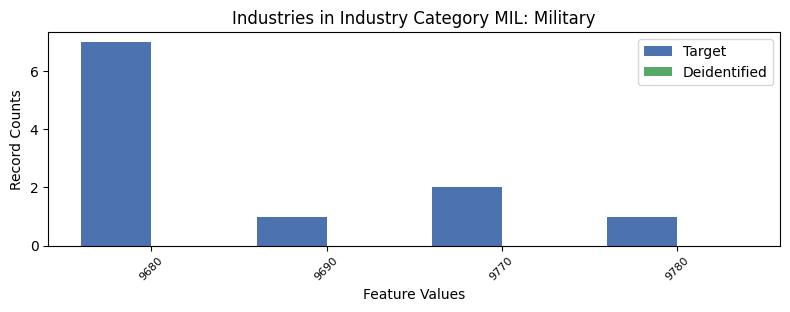 Industries in Industry Category MIL: Military
Target
Deidentified
Record Counts
6
4
2
0
9680
9690
9770
9780
Feature Values